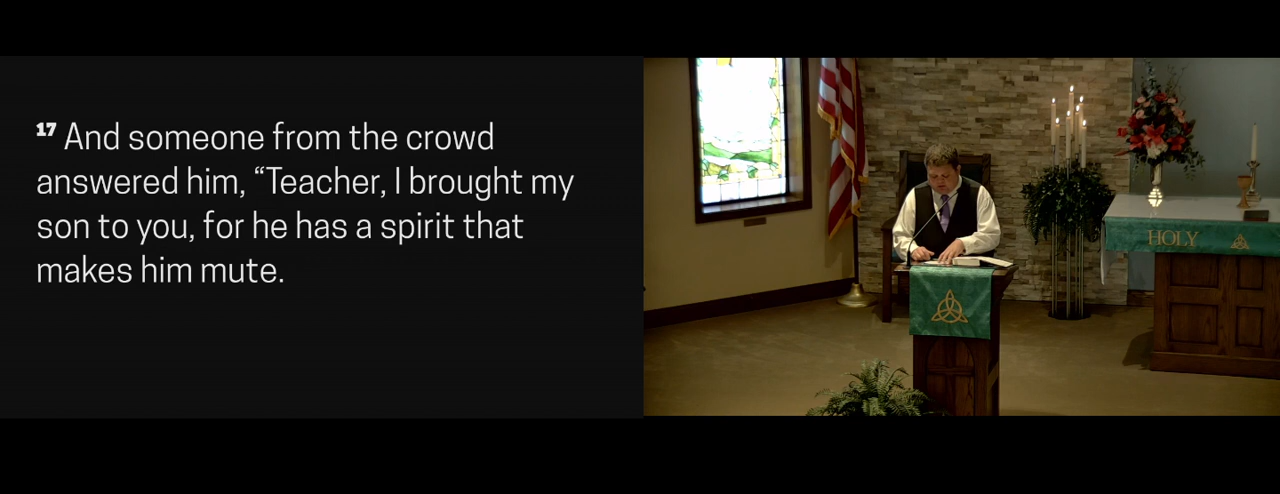 17 And someone from the crowd
answered him, “Teacher, I brought my
son to you, for he has a spirit that
makes him mute.
HOLY